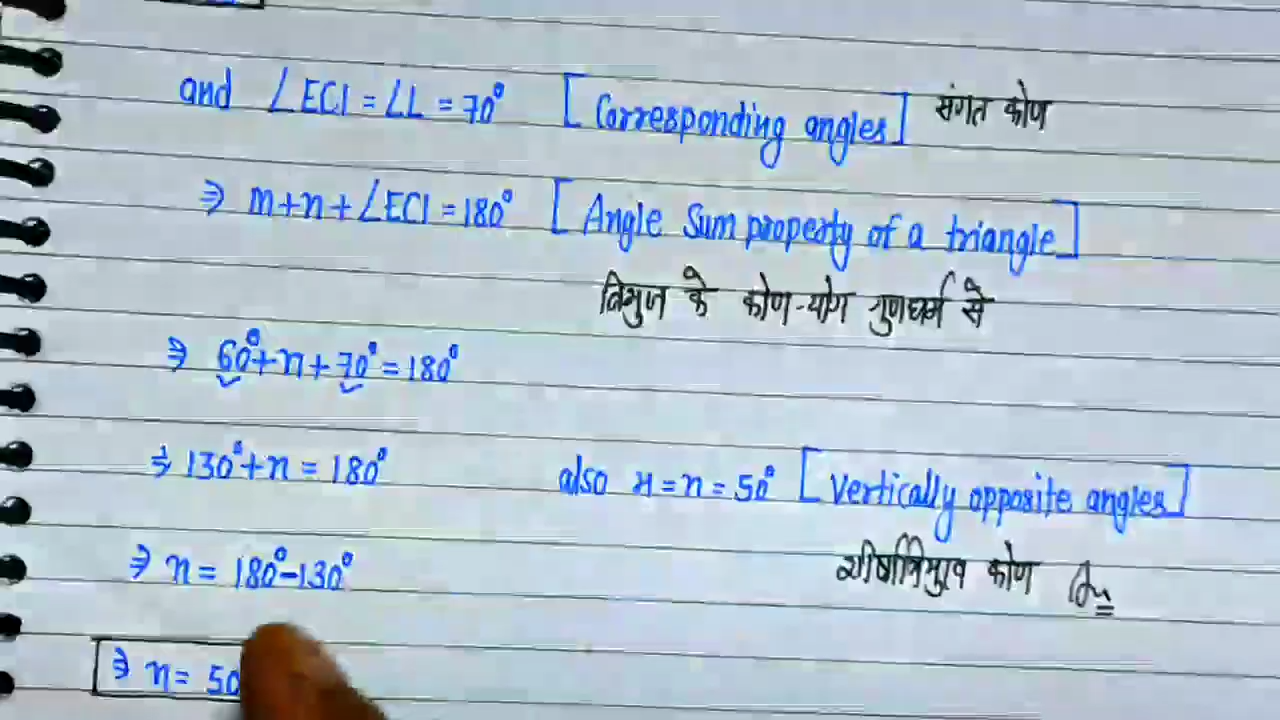 and ∠ECI = ∠L = 70° [Corresponding angles] संगत कोण
⇒ m+n+∠ECI = 180° [Angle Sum property of a triangle]
त्रिभुज के कोण-योग गुणधर्म से
⇒ 60°+n+70° = 180°
⇒ 130°+n = 180° also x=n=50° [Vertically opposite angles]
⇒ n = 180°-130° शीर्षाभिमुख कोण
⇒ n = 50